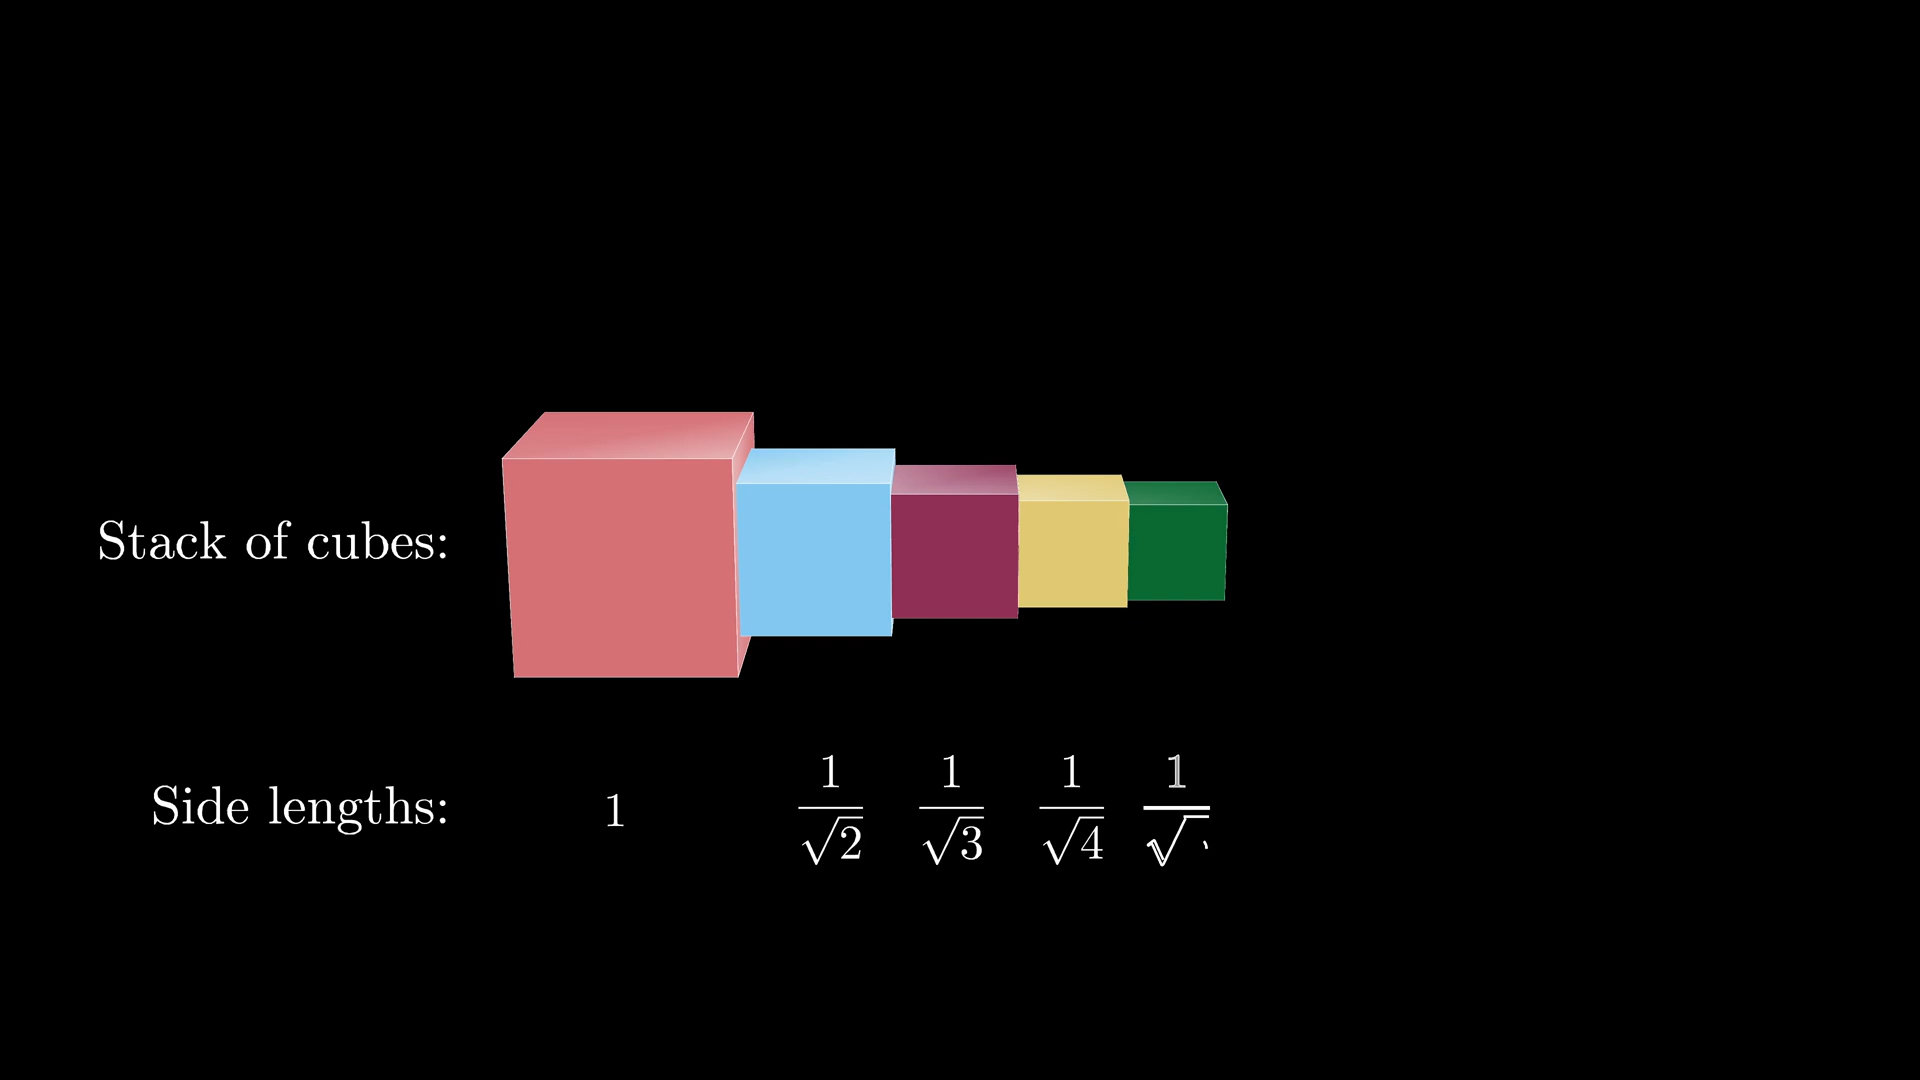 Stack of cubes:
Side lengths: 1 1/√2 1/√3 1/√4 1/√